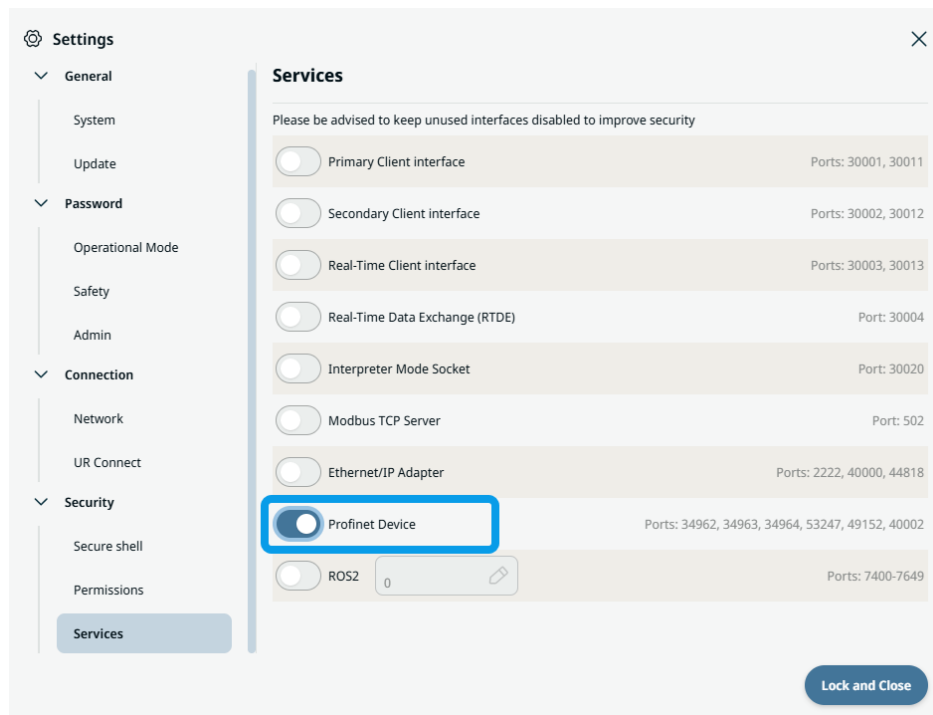 Settings
General
System
Update
Password
Operational Mode
Safety
Admin
Connection
Network
UR Connect
Security
Secure shell
Permissions
Services
Services
Please be advised to keep unused interfaces disabled to improve security
Primary Client interface Ports: 30001, 30011
Secondary Client interface Ports: 30002, 30012
Real-Time Client interface Ports: 30003, 30013
Real-Time Data Exchange (RTDE) Port: 30004
Interpreter Mode Socket Port: 30020
Modbus TCP Server Port: 502
Ethernet/IP Adapter Ports: 2222, 40000, 44818
Profinet Device Ports: 34962, 34963, 34964, 53247, 49152, 40002
ROS2 0 Ports: 7400-7649
Lock and Close